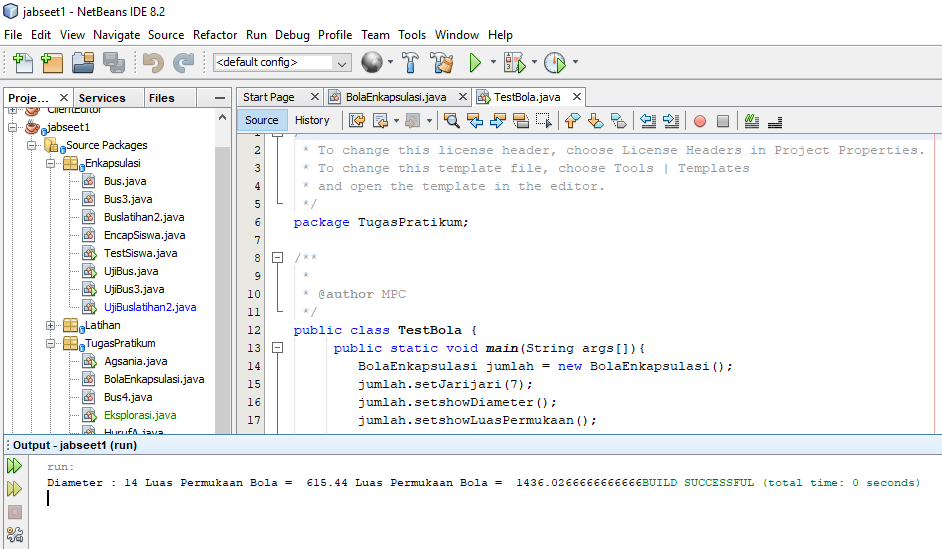 jabseet1 - NetBeans IDE 8.2
File Edit View Navigate Source Refactor Run Debug Profile Team Tools Window Help
<default config>
Proje... Services Files
Start Page BolaEnkapsulasi.java TestBola.java
Source History
ClientEditor
jabseet1
Source Packages
Enkapsulasi
Bus.java
Bus3.java
Buslatihan2.java
EncapSiswa.java
TestSiswa.java
UjiBus.java
UjiBus3.java
UjiBuslatihan2.java
Latihan
TugasPratikum
Agsania.java
BolaEnkapsulasi.java
Bus4.java
Eksplorasi.java
HurufA.java
1 /*
2 * To change this license header, choose License Headers in Project Properties.
3 * To change this template file, choose Tools | Templates
4 * and open the template in the editor.
5 */
6 package TugasPratikum;
7
8 /**
9 *
10 * @author MPC
11 */
12 public class TestBola {
13 public static void main(String args[]){
14 BolaEnkapsulasi jumlah = new BolaEnkapsulasi();
15 jumlah.setJarijari(7);
16 jumlah.setshowDiameter();
17 jumlah.setshowLuasPermukaan();
Output - jabseet1 (run)
run:
Diameter : 14 Luas Permukaan Bola =  615.44 Luas Permukaan Bola =  1436.0266666666666BUILD SUCCESSFUL (total time: 0 seconds)